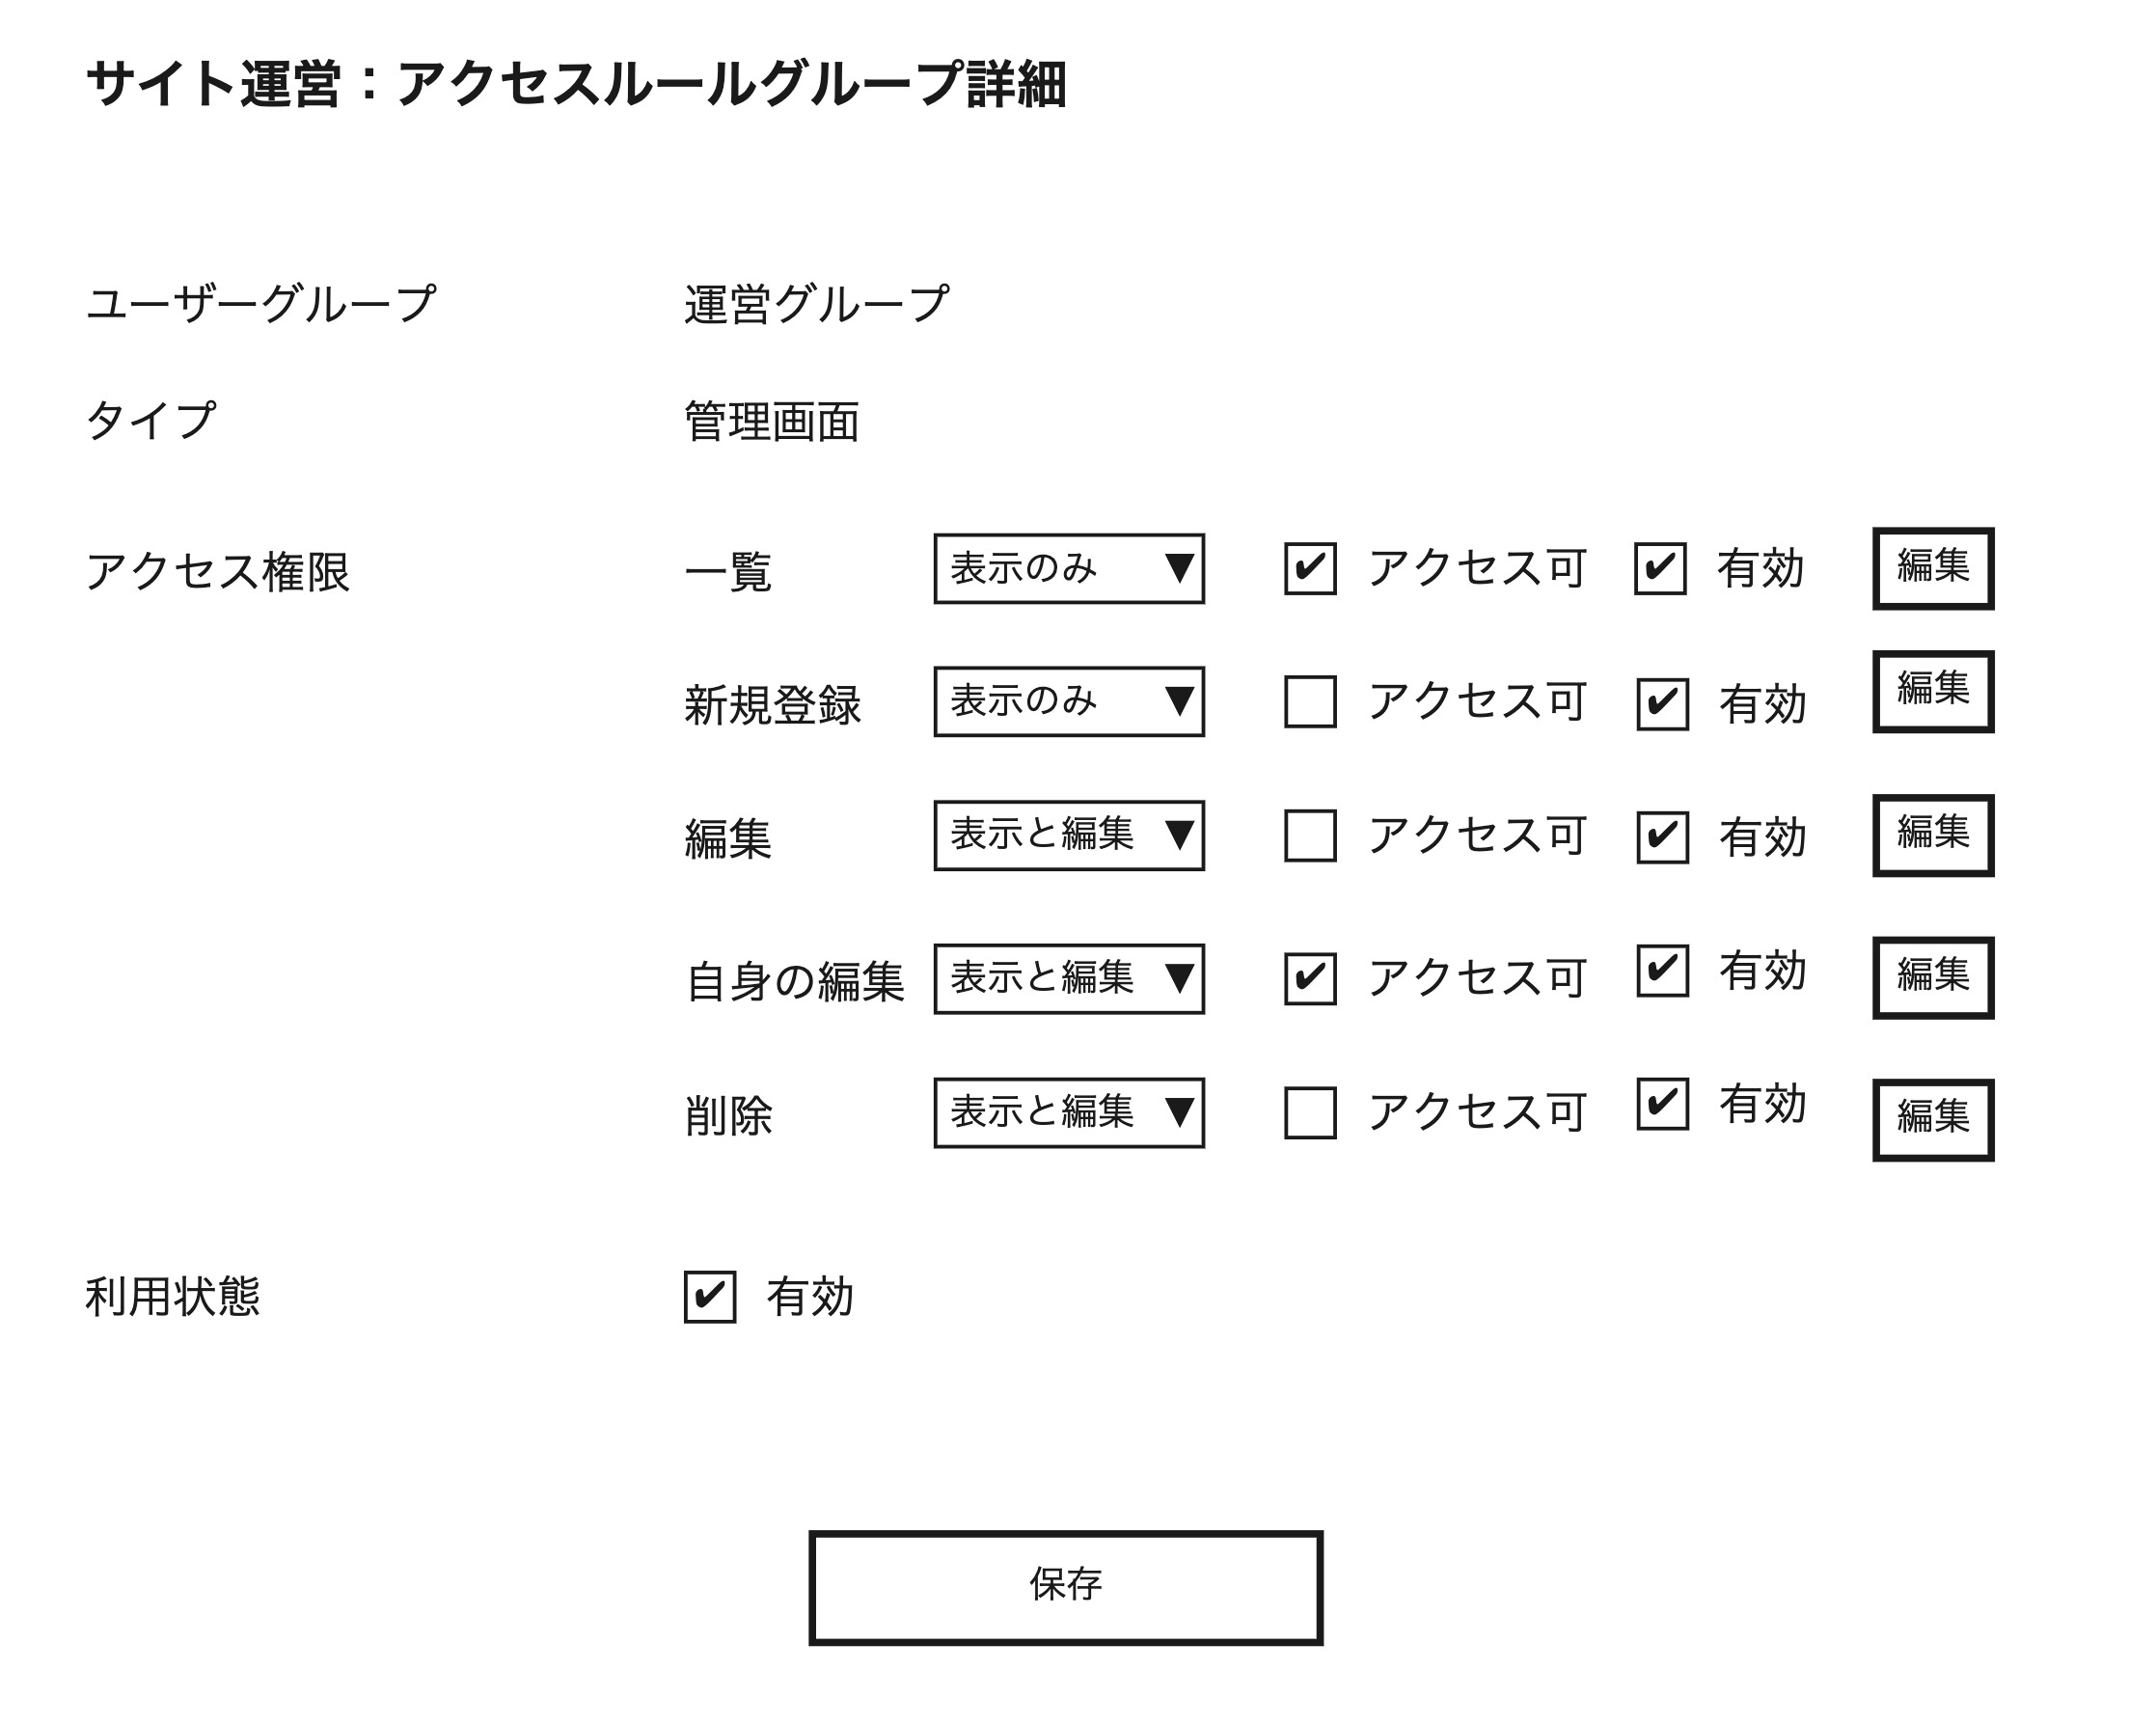 サイト運営：アクセスルールグループ詳細
ユーザーグループ 運営グループ
タイプ 管理画面
アクセス権限 一覧 表示のみ ▼ ✔ アクセス可 ✔ 有効 編集
新規登録 表示のみ ▼ アクセス可 ✔ 有効 編集
編集 表示と編集 ▼ アクセス可 ✔ 有効 編集
自身の編集 表示と編集 ▼ ✔ アクセス可 ✔ 有効 編集
削除 表示と編集 ▼ アクセス可 ✔ 有効 編集
利用状態 ✔ 有効
保存